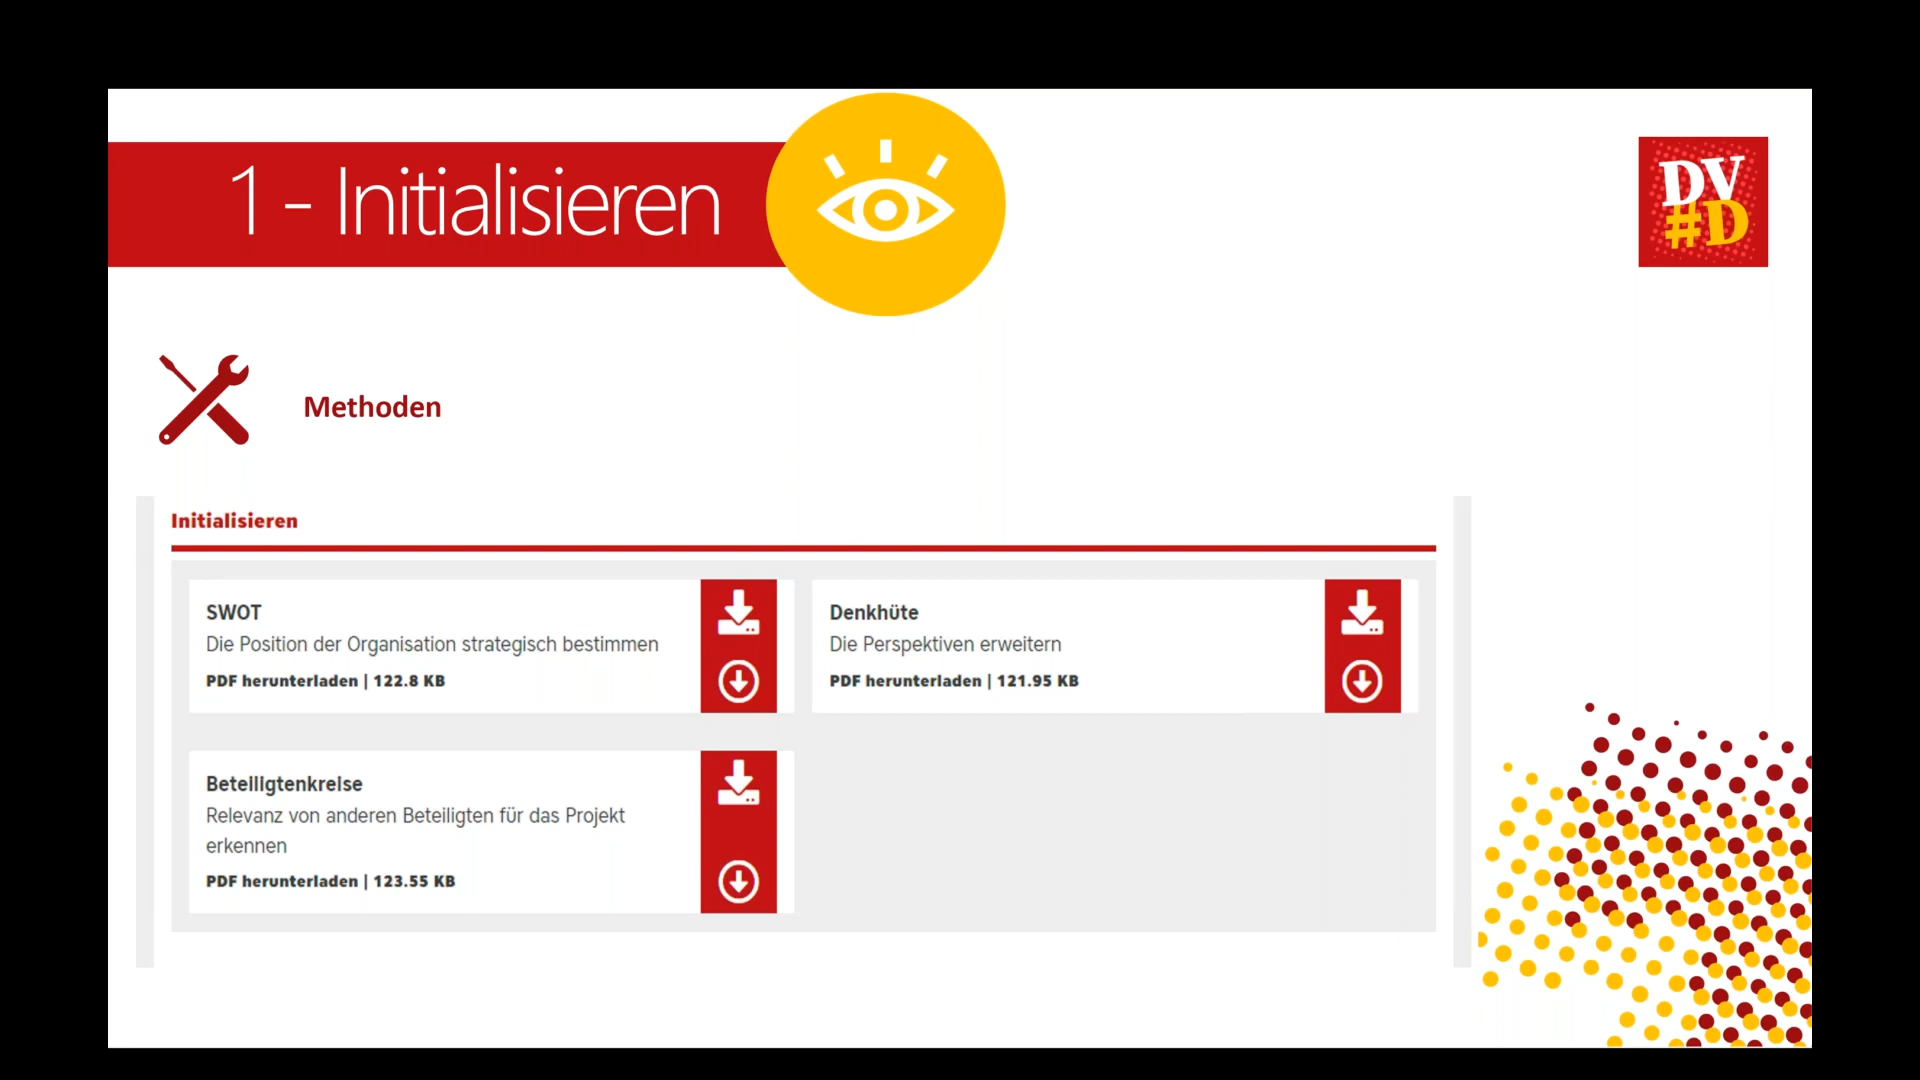 1 - Initialisieren
DV
#D
Methoden
Initialisieren
SWOT
Die Position der Organisation strategisch bestimmen
PDF herunterladen | 122.8 KB
Denkhüte
Die Perspektiven erweitern
PDF herunterladen | 121.95 KB
Beteiligtenkreise
Relevanz von anderen Beteiligten für das Projekt
erkennen
PDF herunterladen | 123.55 KB